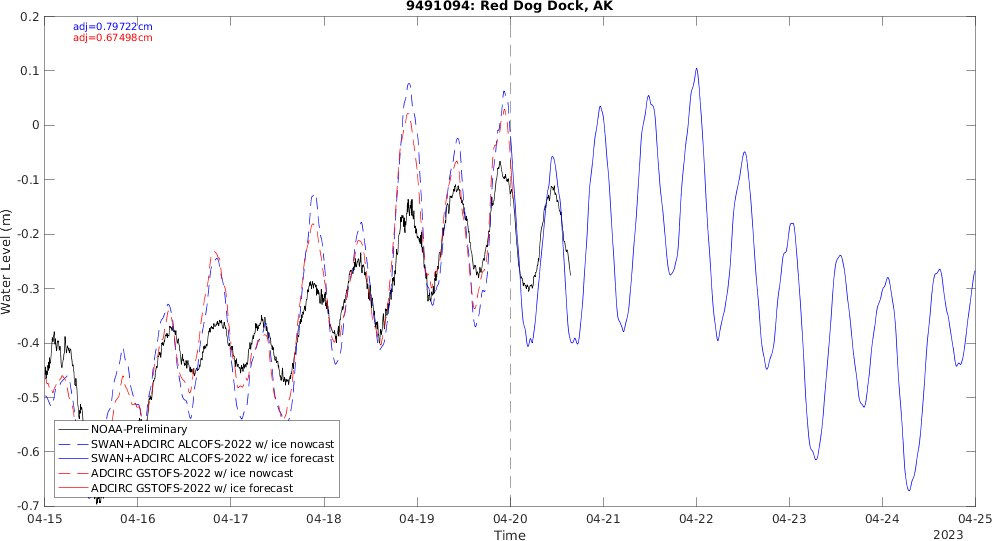 9491094: Red Dog Dock, AK
adj=0.79722cm
adj=0.67498cm
0.2
0.1
0
-0.1
-0.2
-0.3
-0.4
-0.5
-0.6
-0.7
Water Level (m)
NOAA-Preliminary
SWAN+ADCIRC ALCOFS-2022 w/ ice nowcast
SWAN+ADCIRC ALCOFS-2022 w/ ice forecast
ADCIRC GSTOFS-2022 w/ ice nowcast
ADCIRC GSTOFS-2022 w/ ice forecast
04-15 04-16 04-17 04-18 04-19 04-20 04-21 04-22 04-23 04-24 04-25
Time
2023